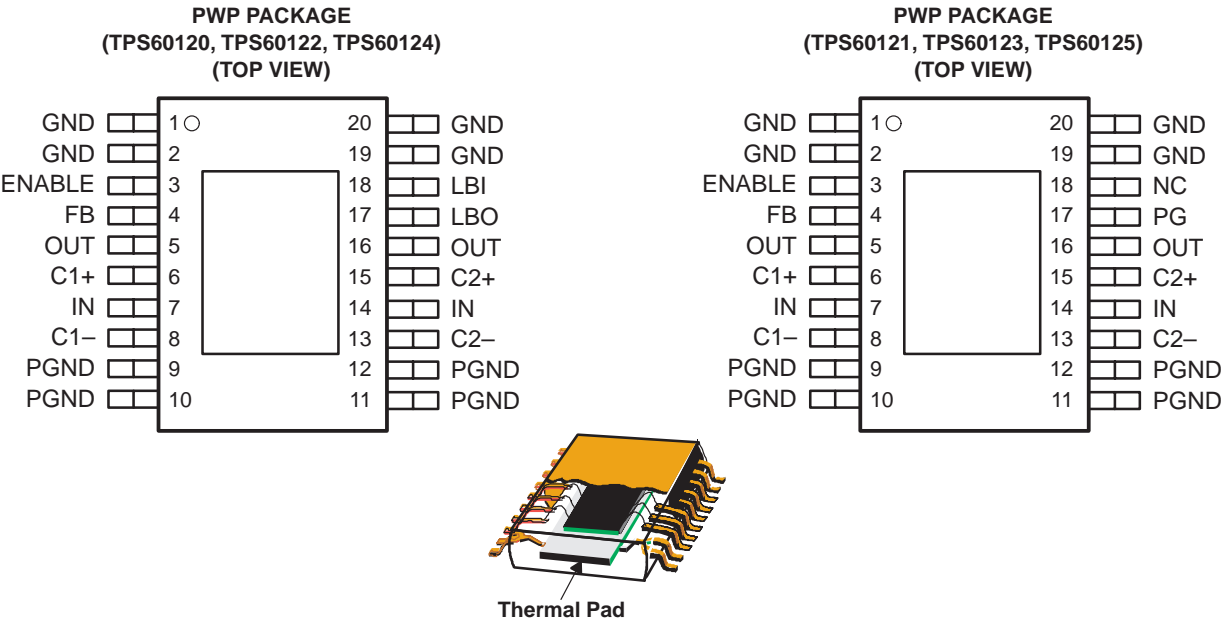 PWP PACKAGE
(TPS60120, TPS60122, TPS60124)
(TOP VIEW)
GND 1 20 GND
GND 2 19 GND
ENABLE 3 18 LBI
FB 4 17 LBO
OUT 5 16 OUT
C1+ 6 15 C2+
IN 7 14 IN
C1– 8 13 C2–
PGND 9 12 PGND
PGND 10 11 PGND
PWP PACKAGE
(TPS60121, TPS60123, TPS60125)
(TOP VIEW)
GND 1 20 GND
GND 2 19 GND
ENABLE 3 18 NC
FB 4 17 PG
OUT 5 16 OUT
C1+ 6 15 C2+
IN 7 14 IN
C1– 8 13 C2–
PGND 9 12 PGND
PGND 10 11 PGND
Thermal Pad